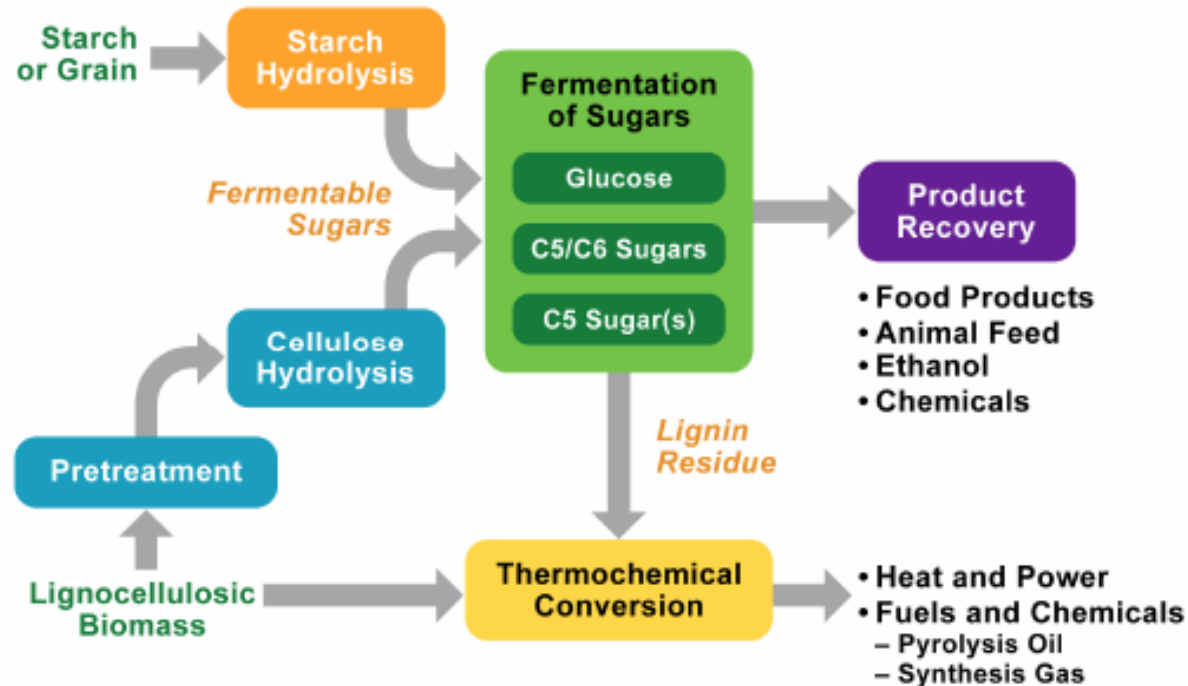 Starch
or Grain
Starch
Hydrolysis
Fermentation
of Sugars
Glucose
C5/C6 Sugars
C5 Sugar(s)
Fermentable
Sugars
Product
Recovery
• Food Products
• Animal Feed
• Ethanol
• Chemicals
Cellulose
Hydrolysis
Pretreatment
Lignin
Residue
Lignocellulosic
Biomass
Thermochemical
Conversion
• Heat and Power
• Fuels and Chemicals
– Pyrolysis Oil
– Synthesis Gas